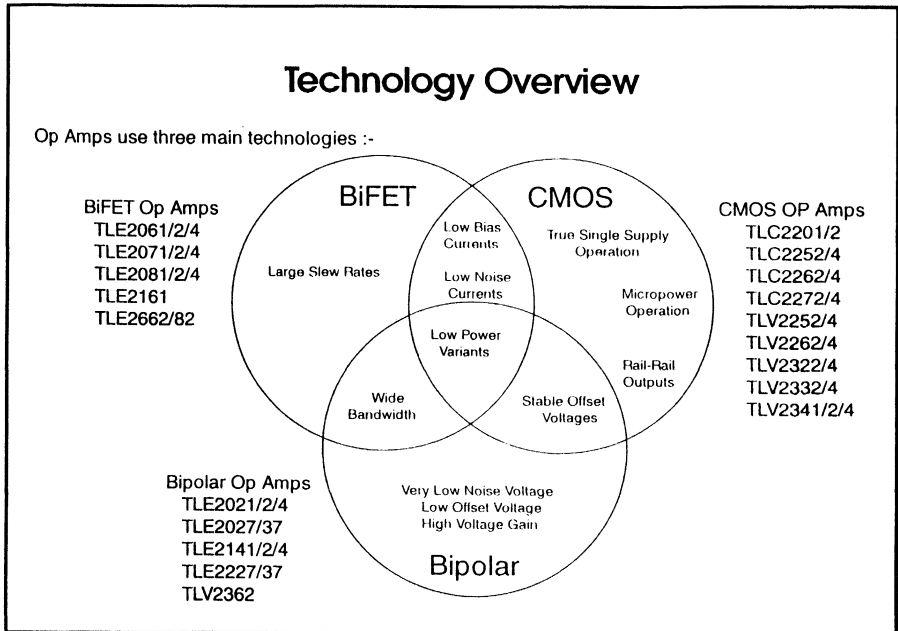 Technology Overview
Op Amps use three main technologies :-
BiFET
CMOS
BiFET Op Amps
TLE2061/2/4
TLE2071/2/4
TLE2081/2/4
TLE2161
TLE2662/82
Large Slew Rates
Low Bias
Currents
Low Noise
Currents
True Single Supply
Operation
Micropower
Operation
Rail-Rail
Outputs
CMOS OP Amps
TLC2201/2
TLC2252/4
TLC2262/4
TLC2272/4
TLV2252/4
TLV2262/4
TLV2322/4
TLV2332/4
TLV2341/2/4
Low Power
Variants
Wide
Bandwidth
Stable Offset
Voltages
Bipolar Op Amps
TLE2021/2/4
TLE2027/37
TLE2141/2/4
TLE2227/37
TLV2362
Very Low Noise Voltage
Low Offset Voltage
High Voltage Gain
Bipolar